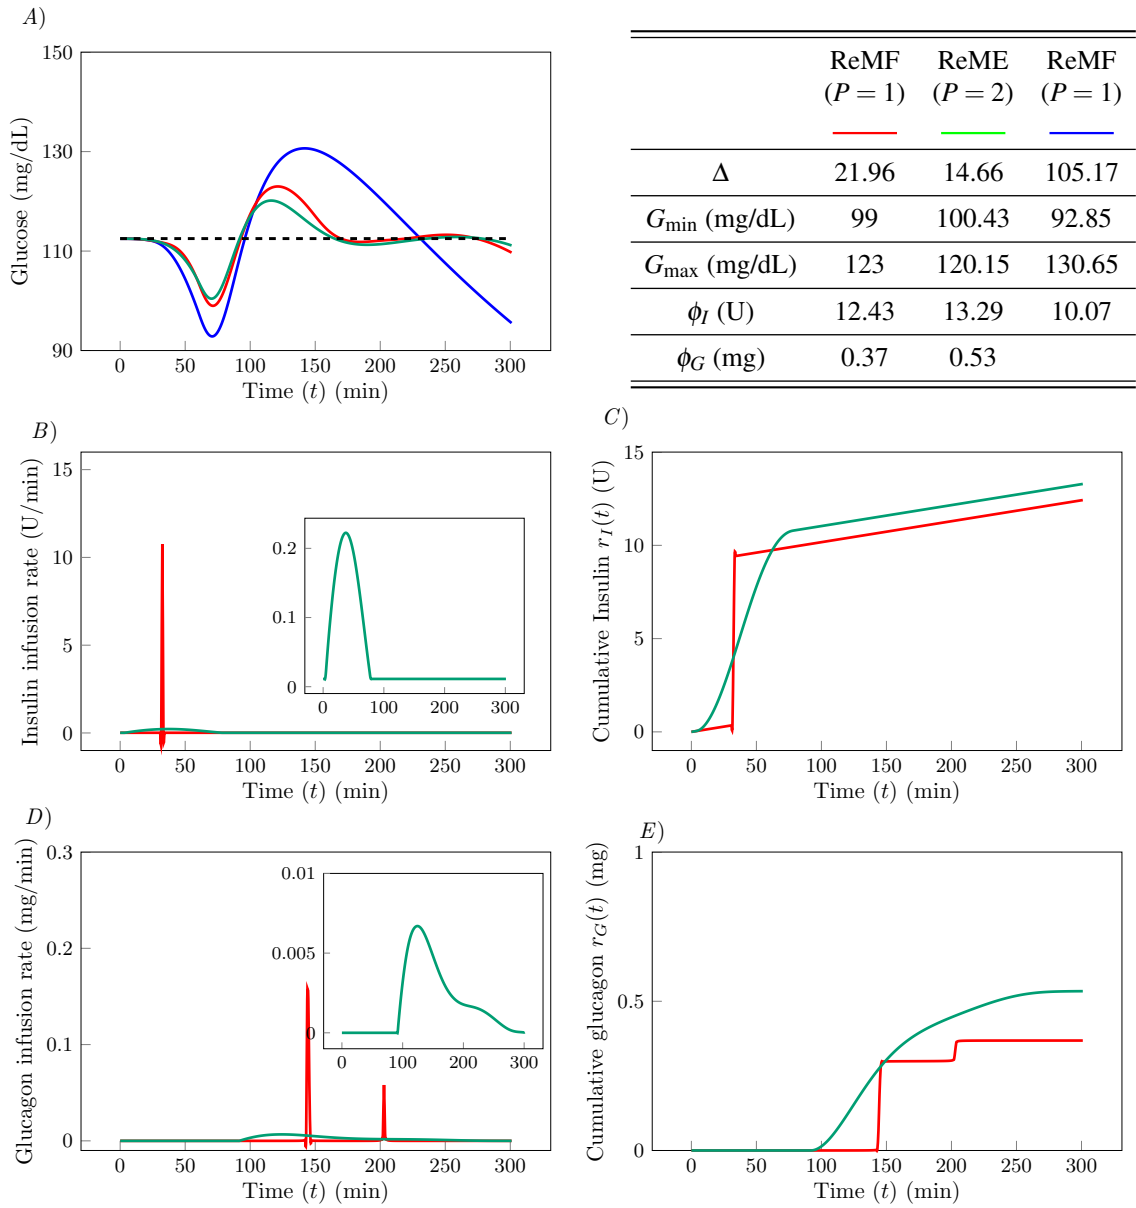 A)
150
130
110
90
Glucose (mg/dL)
0 50 100 150 200 250 300
Time (t) (min)
ReMF ReME ReMF
(P = 1) (P = 2) (P = 1)
Δ 21.96 14.66 105.17
G_min (mg/dL) 99 100.43 92.85
G_max (mg/dL) 123 120.15 130.65
ϕ_I (U) 12.43 13.29 10.07
ϕ_G (mg) 0.37 0.53
B)
15
10
5
0
Insulin infusion rate (U/min)
0.2
0.1
0
0 100 200 300
0 50 100 150 200 250 300
Time (t) (min)
C)
15
10
5
0
Cumulative Insulin r_I(t) (U)
0 50 100 150 200 250 300
Time (t) (min)
D)
0.3
0.2
0.1
0
Glucagon infusion rate (mg/min)
0.01
0.005
0
0 100 200 300
0 50 100 150 200 250 300
Time (t) (min)
E)
1
0.5
0
Cumulative glucagon r_G(t) (mg)
0 50 100 150 200 250 300
Time (t) (min)